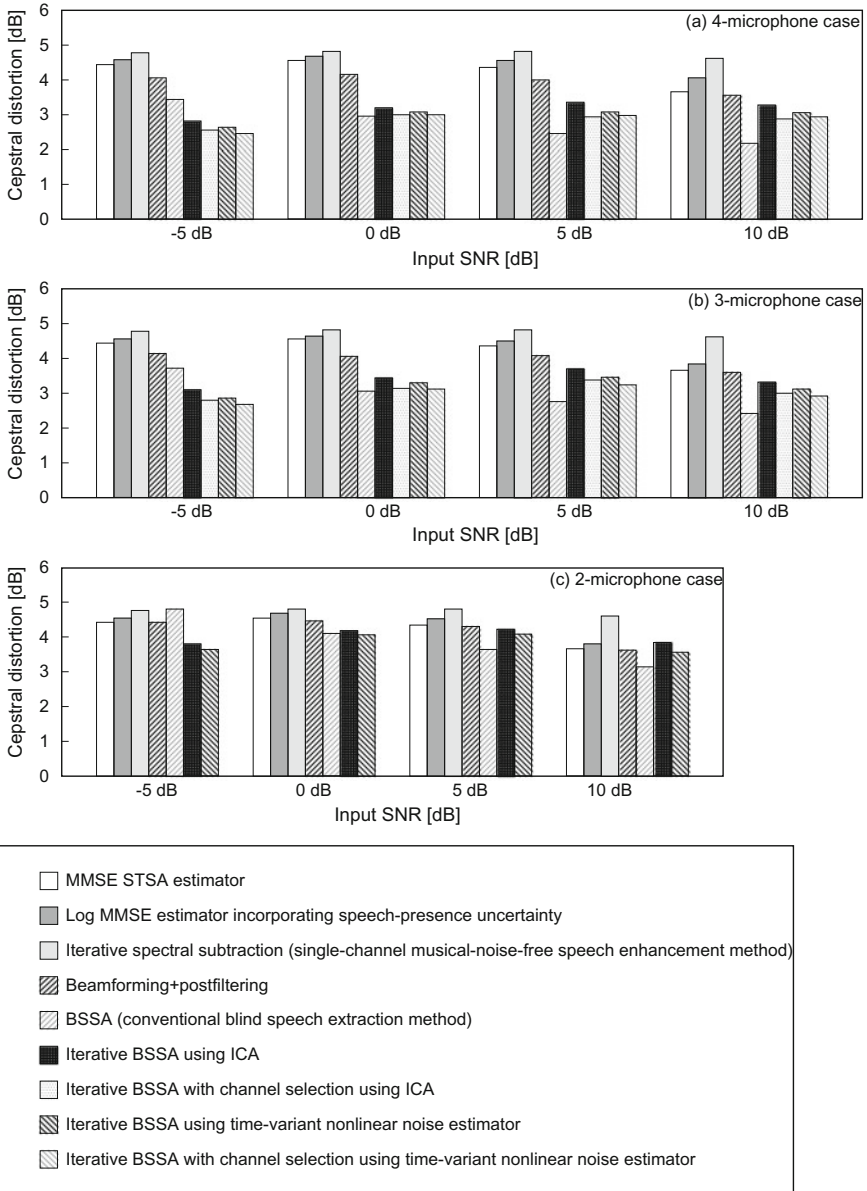 (a) 4-microphone case
Cepstral distortion [dB]
6
5
4
3
2
1
0
-5 dB 0 dB 5 dB 10 dB
Input SNR [dB]
(b) 3-microphone case
Cepstral distortion [dB]
6
5
4
3
2
1
0
-5 dB 0 dB 5 dB 10 dB
Input SNR [dB]
(c) 2-microphone case
Cepstral distortion [dB]
6
5
4
3
2
1
0
-5 dB 0 dB 5 dB 10 dB
Input SNR [dB]
MMSE STSA estimator
Log MMSE estimator incorporating speech-presence uncertainty
Iterative spectral subtraction (single-channel musical-noise-free speech enhancement method)
Beamforming+postfiltering
BSSA (conventional blind speech extraction method)
Iterative BSSA using ICA
Iterative BSSA with channel selection using ICA
Iterative BSSA using time-variant nonlinear noise estimator
Iterative BSSA with channel selection using time-variant nonlinear noise estimator